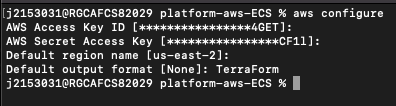 j2153031@RGCAFCSB2029 platform-aws-ECS % aws configure
AWS Access Key ID [****************4GET]:
AWS Secret Access Key [****************CF1l]:
Default region name [us-east-2]:
Default output format [None]: TerraForm
j2153031@RGCAFCS82029 platform-aws-ECS %